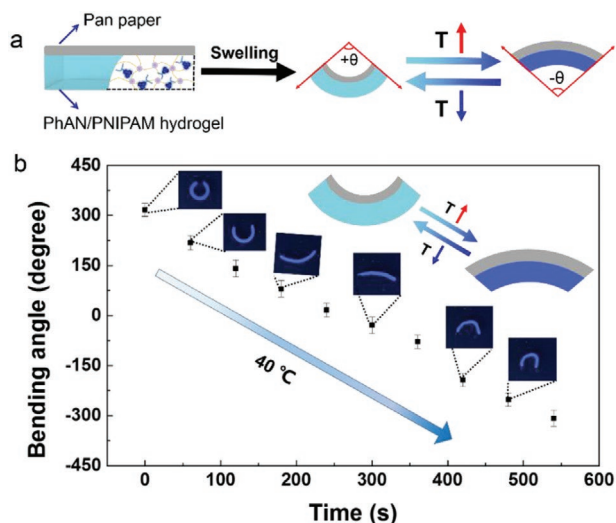 a
Pan paper
PhAN/PNIPAM hydrogel
Swelling
+θ
T
T
-θ
b
Bending angle (degree)
450
300
150
0
-150
-300
-450
T
T
40 ℃
0
100
200
300
400
500
600
Time (s)